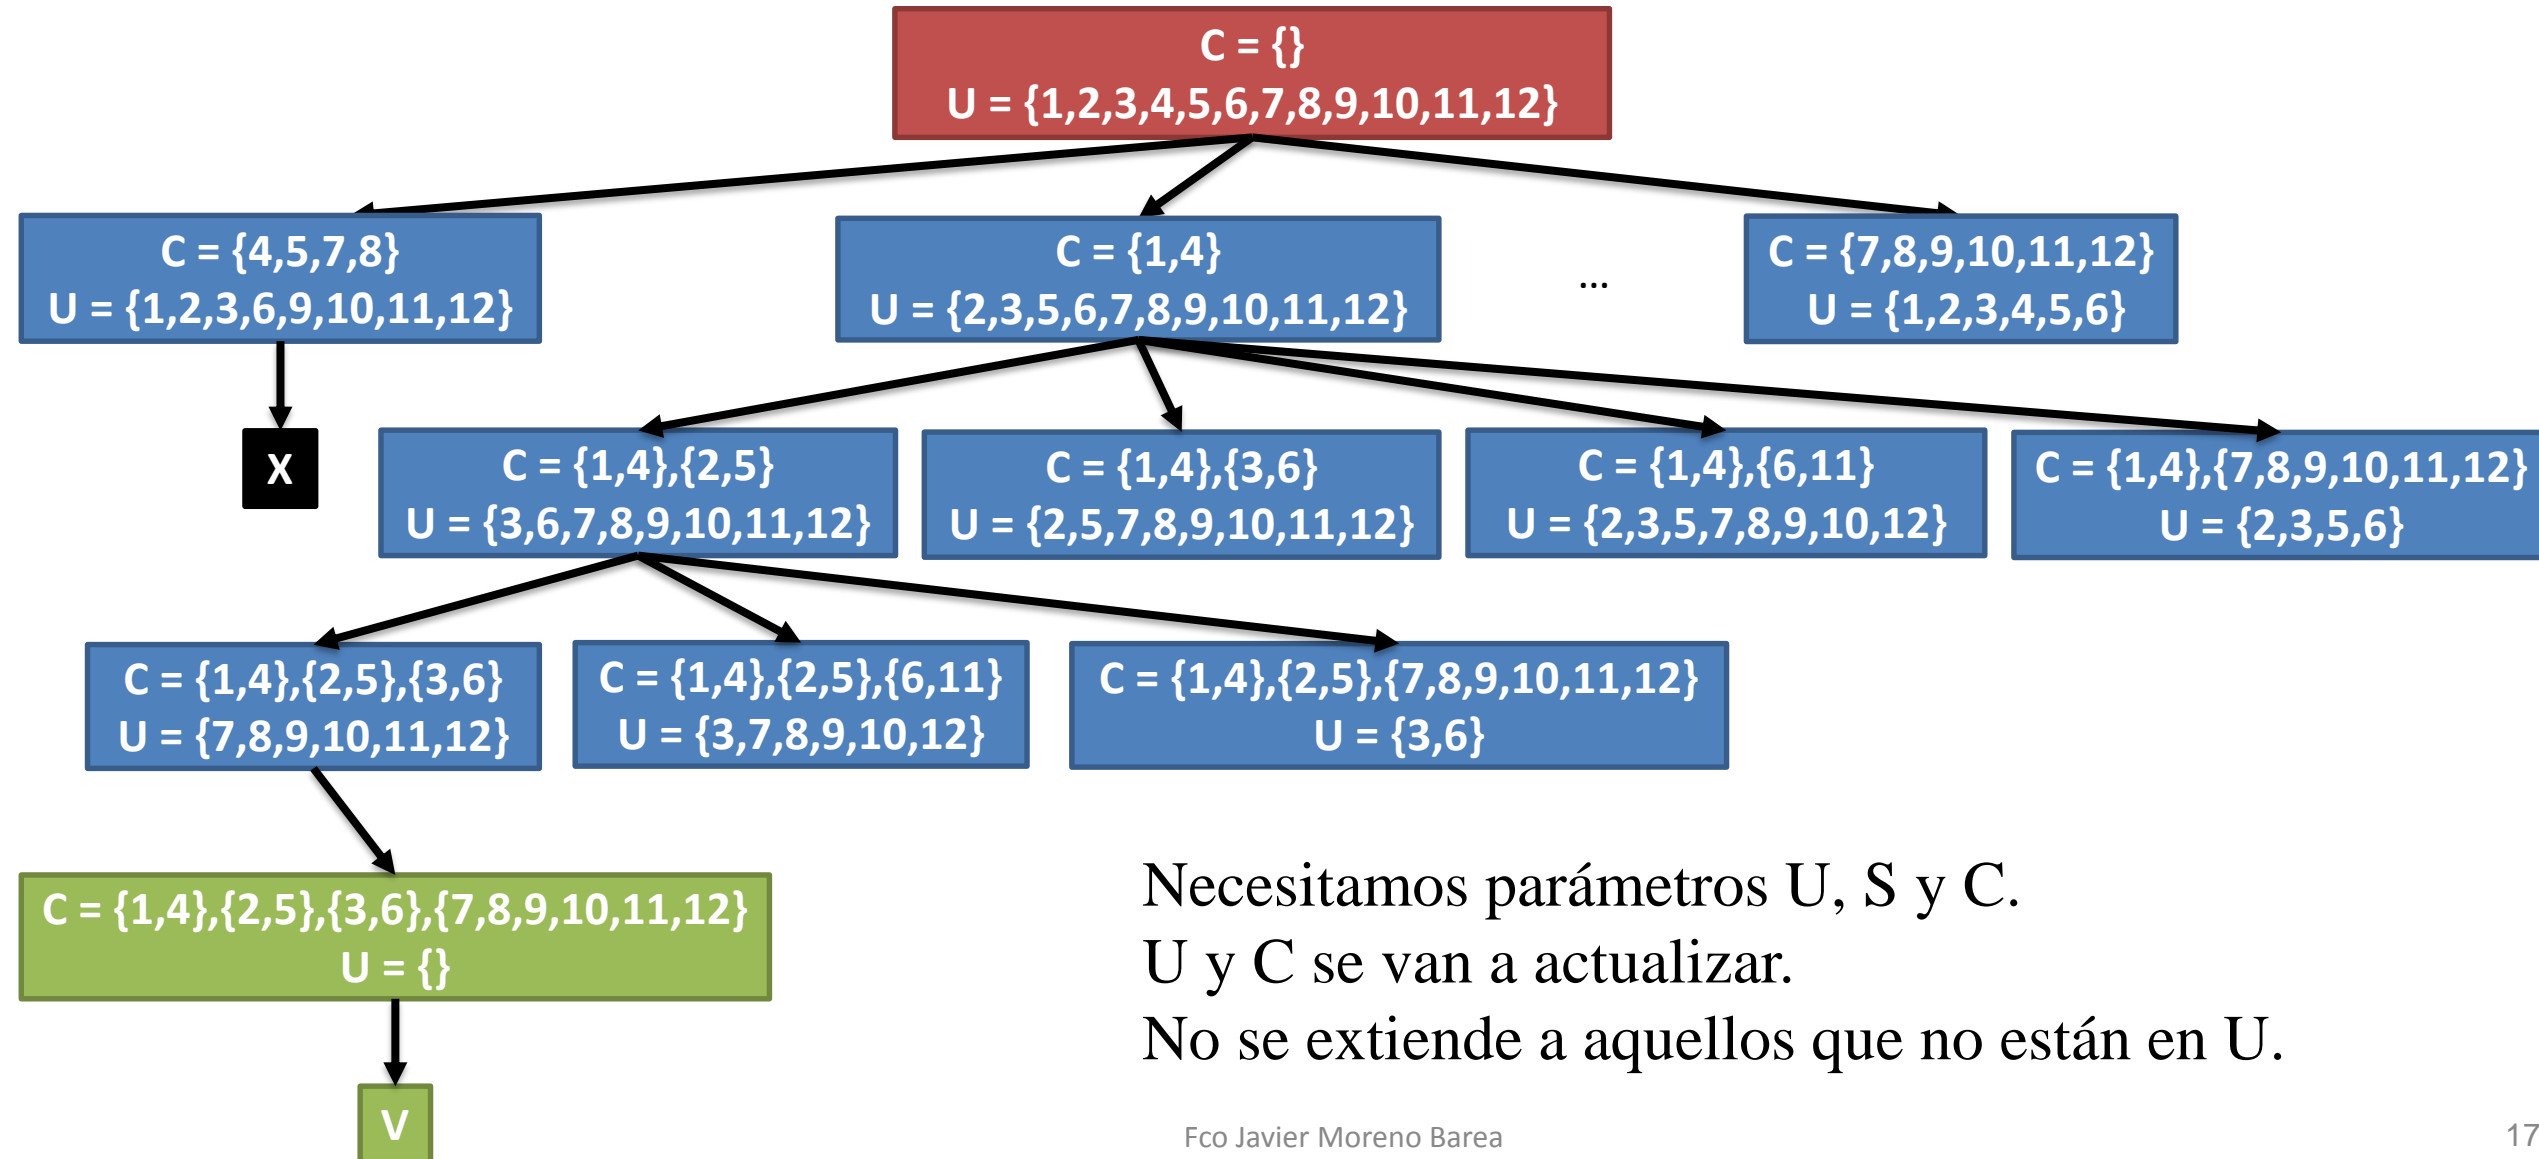 C = {}
U = {1,2,3,4,5,6,7,8,9,10,11,12}
C = {4,5,7,8}
U = {1,2,3,6,9,10,11,12}
C = {1,4}
U = {2,3,5,6,7,8,9,10,11,12}
...
C = {7,8,9,10,11,12}
U = {1,2,3,4,5,6}
X
C = {1,4},{2,5}
U = {3,6,7,8,9,10,11,12}
C = {1,4},{3,6}
U = {2,5,7,8,9,10,11,12}
C = {1,4},{6,11}
U = {2,3,5,7,8,9,10,12}
C = {1,4},{7,8,9,10,11,12}
U = {2,3,5,6}
C = {1,4},{2,5},{3,6}
U = {7,8,9,10,11,12}
C = {1,4},{2,5},{6,11}
U = {3,7,8,9,10,12}
C = {1,4},{2,5},{7,8,9,10,11,12}
U = {3,6}
C = {1,4},{2,5},{3,6},{7,8,9,10,11,12}
U = {}
V
Necesitamos parámetros U, S y C.
U y C se van a actualizar.
No se extiende a aquellos que no están en U.
Fco Javier Moreno Barea
17